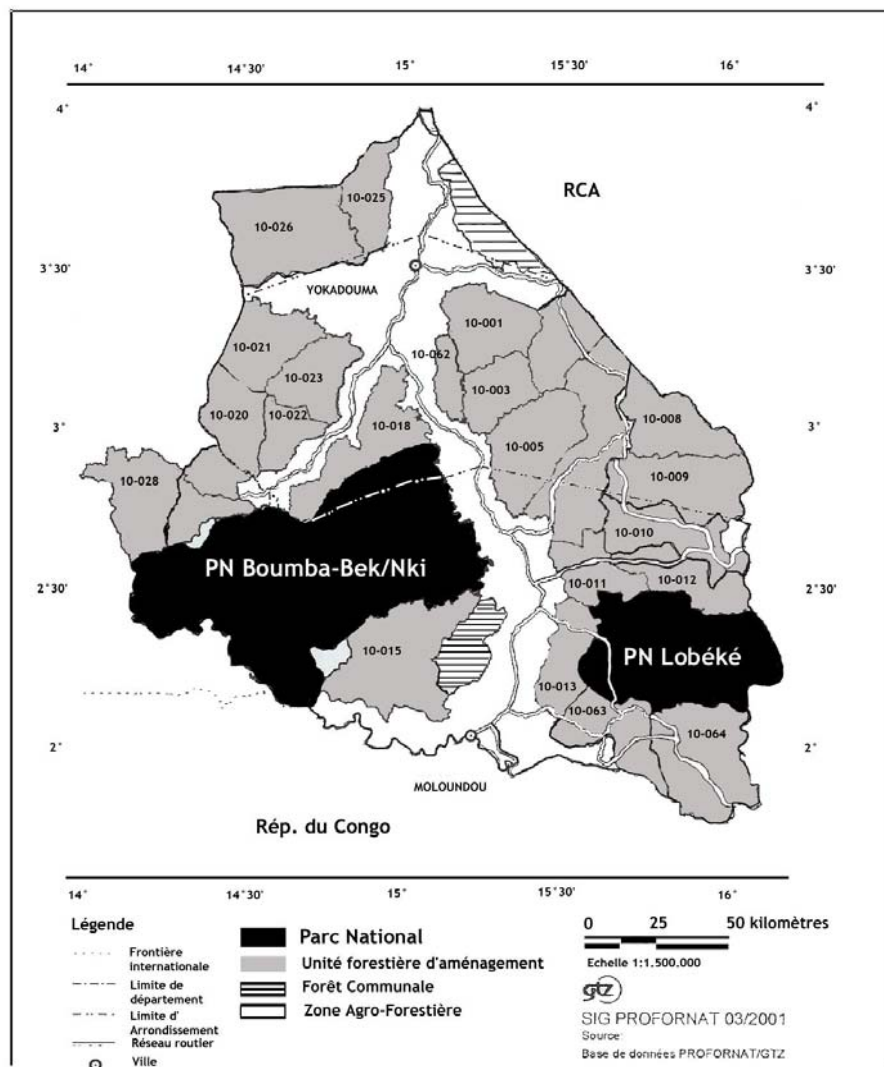 14° 14°30' 15° 15°30' 16°
4° 4°
RCA
10-025
10-026
3°30' 3°30'
YOKADOUMA
10-001
10-021 10-062
10-023 10-003
10-020 10-022 10-008
3° 3°
10-018
10-005
10-028 10-009
10-010
PN Boumba-Bek/Nki
2°30' 10-011 10-012 2°30'
10-015 PN Lobéké
10-013
10-063
2° 10-064 2°
MOLOUNDOU
Rép. du Congo
14° 14°30' 15° 15°30' 16°
Légende
Frontière
internationale
Limite de
département
Limite d'
Arrondissement
Réseau routier
Ville
Parc National
Unité forestière d'aménagement
Forêt Communale
Zone Agro-Forestière
0 25 50 kilomètres
Echelle 1:1.500,000
gtz
SIG PROFORNAT 03/2001
Source:
Base de données PROFORNAT/GTZ